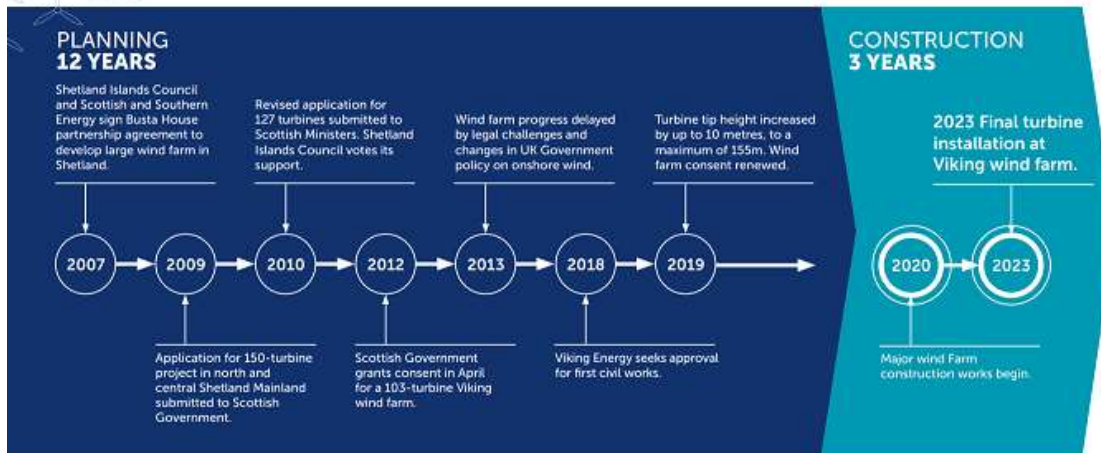 PLANNING
12 YEARS
Shetland Islands Council
and Scottish and Southern
Energy sign Busta House
partnership agreement to
develop large wind farm in
Shetland.
Revised application for
127 turbines submitted to
Scottish Ministers. Shetland
Islands Council votes its
support.
Wind farm progress delayed
by legal challenges and
changes in UK Government
policy on onshore wind.
Turbine tip height increased
by up to 10 metres, to a
maximum of 155m. Wind
farm consent renewed.
2007
2009
2010
2012
2013
2018
2019
Application for 150-turbine
project in north and
central Shetland Mainland
submitted to Scottish
Government.
Scottish Government
grants consent in April
for a 103-turbine Viking
wind farm.
Viking Energy seeks approval
for first civil works.
CONSTRUCTION
3 YEARS
2023 Final turbine
installation at
Viking wind farm.
2020
2023
Major wind Farm
construction works begin.